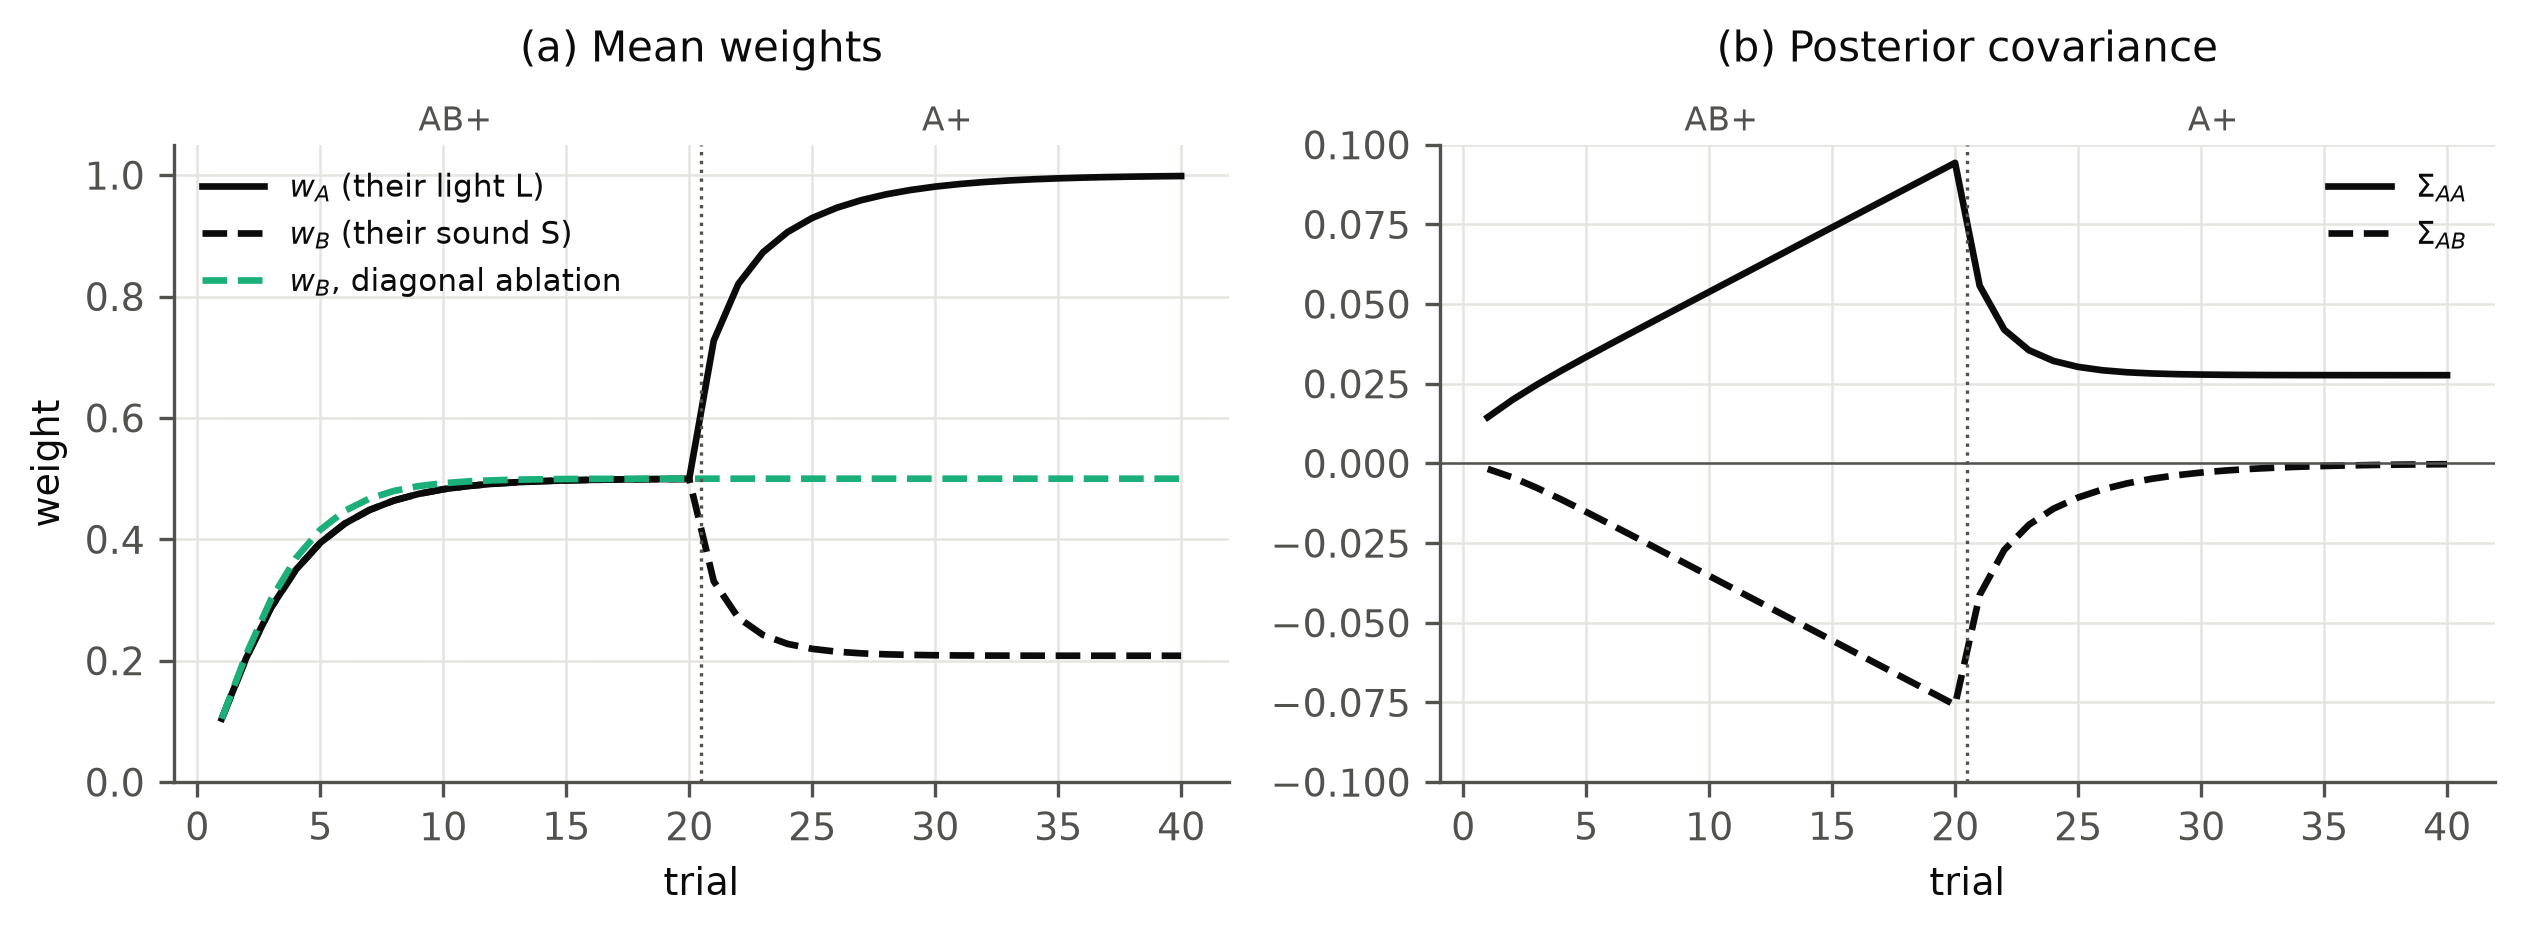 (a) Mean weights
AB+
A+
weight
1.0
0.8
0.6
0.4
0.2
0.0
w_A (their light L)
w_B (their sound S)
w_B, diagonal ablation
0 5 10 15 20 25 30 35 40
trial
(b) Posterior covariance
AB+
A+
0.100
0.075
0.050
0.025
0.000
−0.025
−0.050
−0.075
−0.100
Σ_AA
Σ_AB
0 5 10 15 20 25 30 35 40
trial